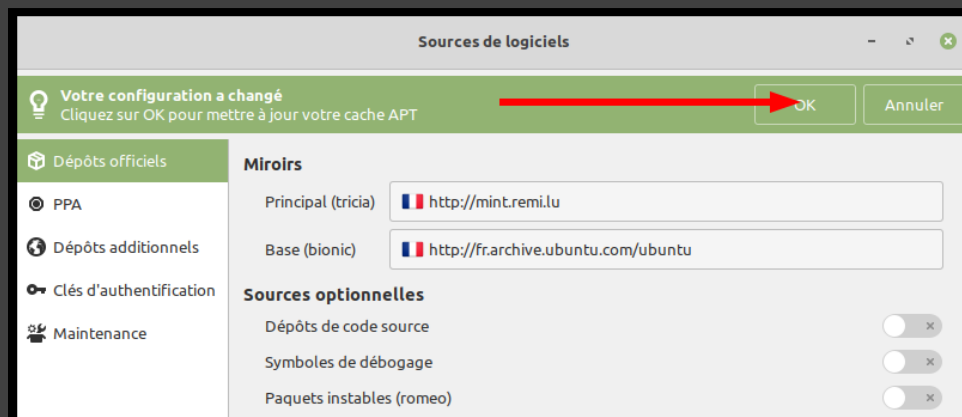 Sources de logiciels
Votre configuration a changé
Cliquez sur OK pour mettre à jour votre cache APT
OK
Annuler
Dépôts officiels
PPA
Dépôts additionnels
Clés d'authentification
Maintenance
Miroirs
Principal (tricia)
http://mint.remi.lu
Base (bionic)
http://fr.archive.ubuntu.com/ubuntu
Sources optionnelles
Dépôts de code source
Symboles de débogage
Paquets instables (romeo)